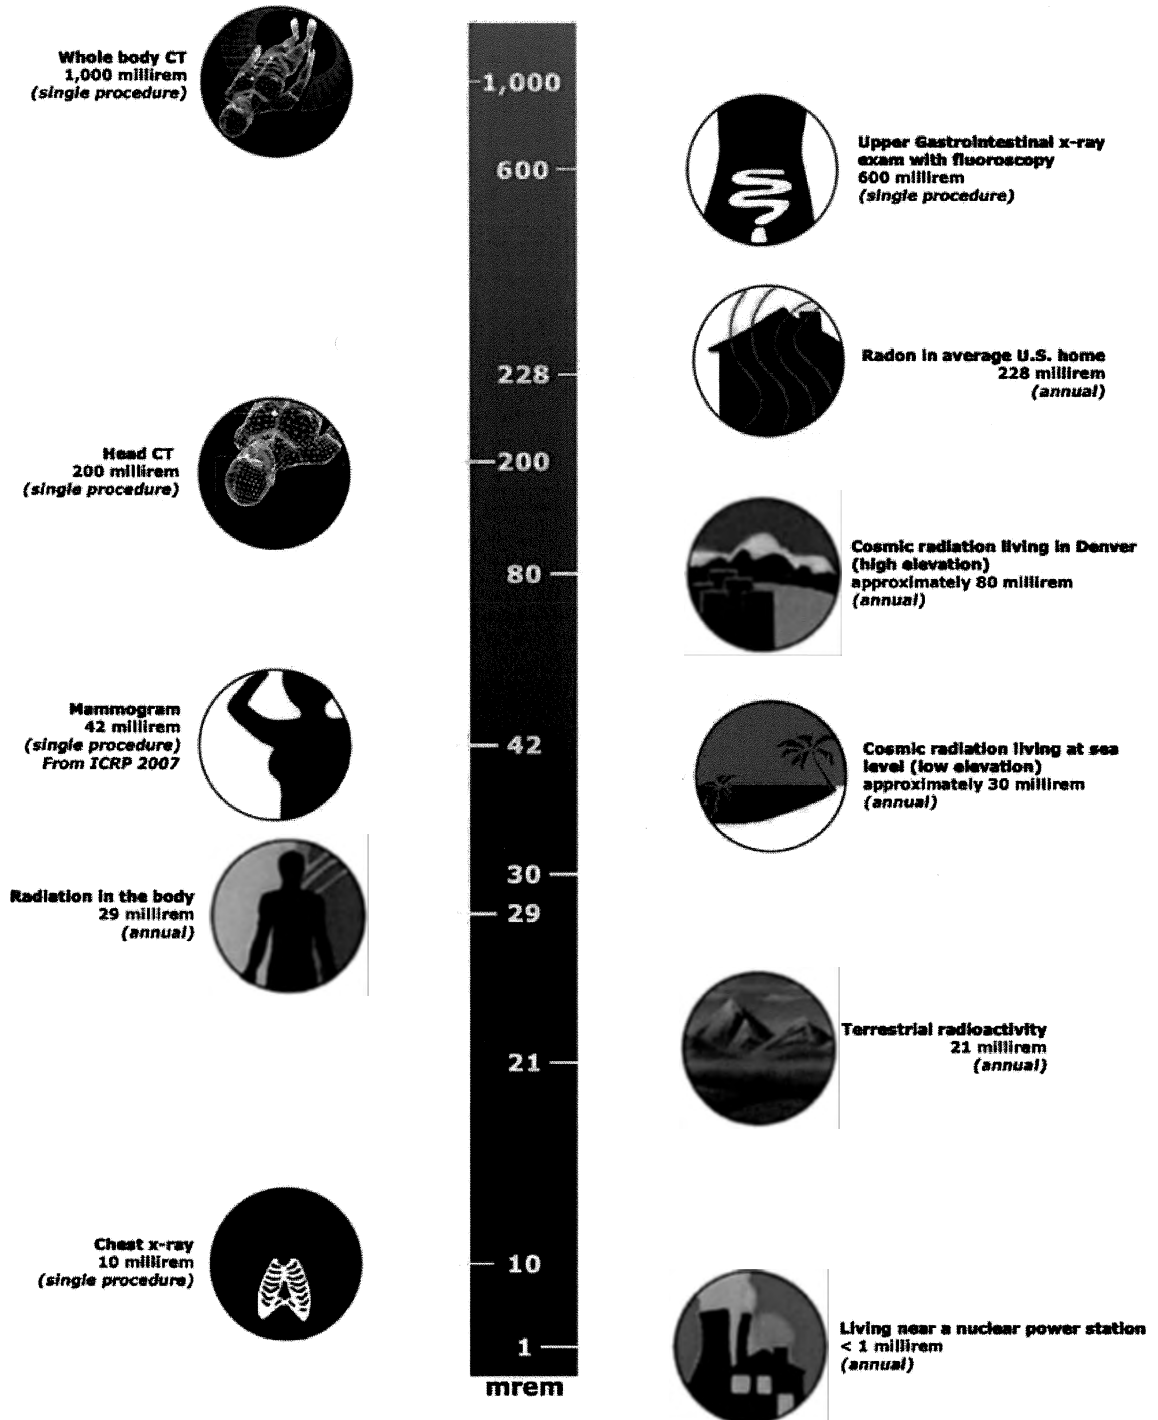 Whole body CT
1,000 millirem
(single procedure)
1,000
Upper Gastrointestinal x-ray
exam with fluoroscopy
600 millirem
(single procedure)
600
Radon in average U.S. home
228 millirem
(annual)
228
Head CT
200 millirem
(single procedure)
200
Cosmic radiation living in Denver
(high elevation)
approximately 80 millirem
(annual)
80
Mammogram
42 millirem
(single procedure)
From ICRP 2007
42
Cosmic radiation living at sea
level (low elevation)
approximately 30 millirem
(annual)
30
Radiation in the body
29 millirem
(annual)
29
Terrestrial radioactivity
21 millirem
(annual)
21
Chest x-ray
10 millirem
(single procedure)
10
Living near a nuclear power station
< 1 millirem
(annual)
1
mrem